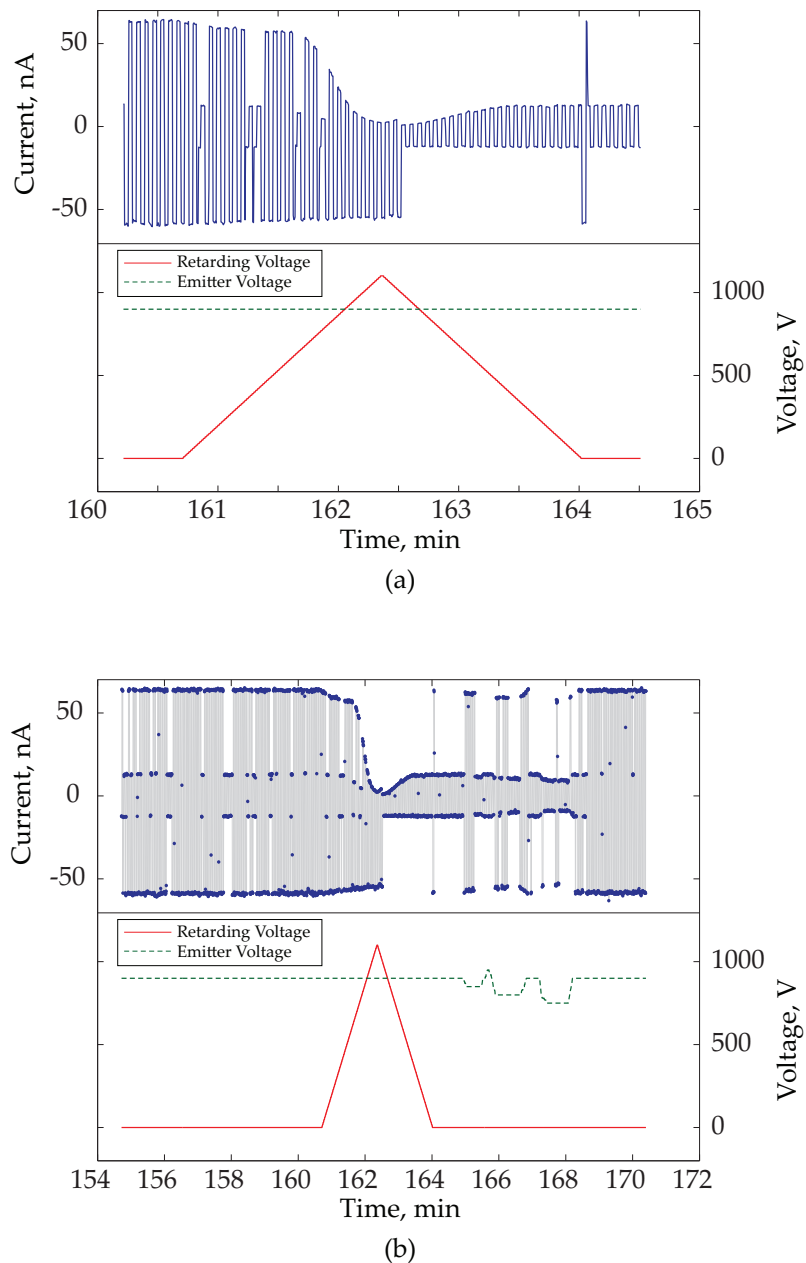 50
0
-50
Current, nA
Retarding Voltage
Emitter Voltage
1000
500
0
Voltage, V
160 161 162 163 164 165
Time, min
(a)
50
0
-50
Current, nA
Retarding Voltage
Emitter Voltage
1000
500
0
Voltage, V
154 156 158 160 162 164 166 168 170 172
Time, min
(b)